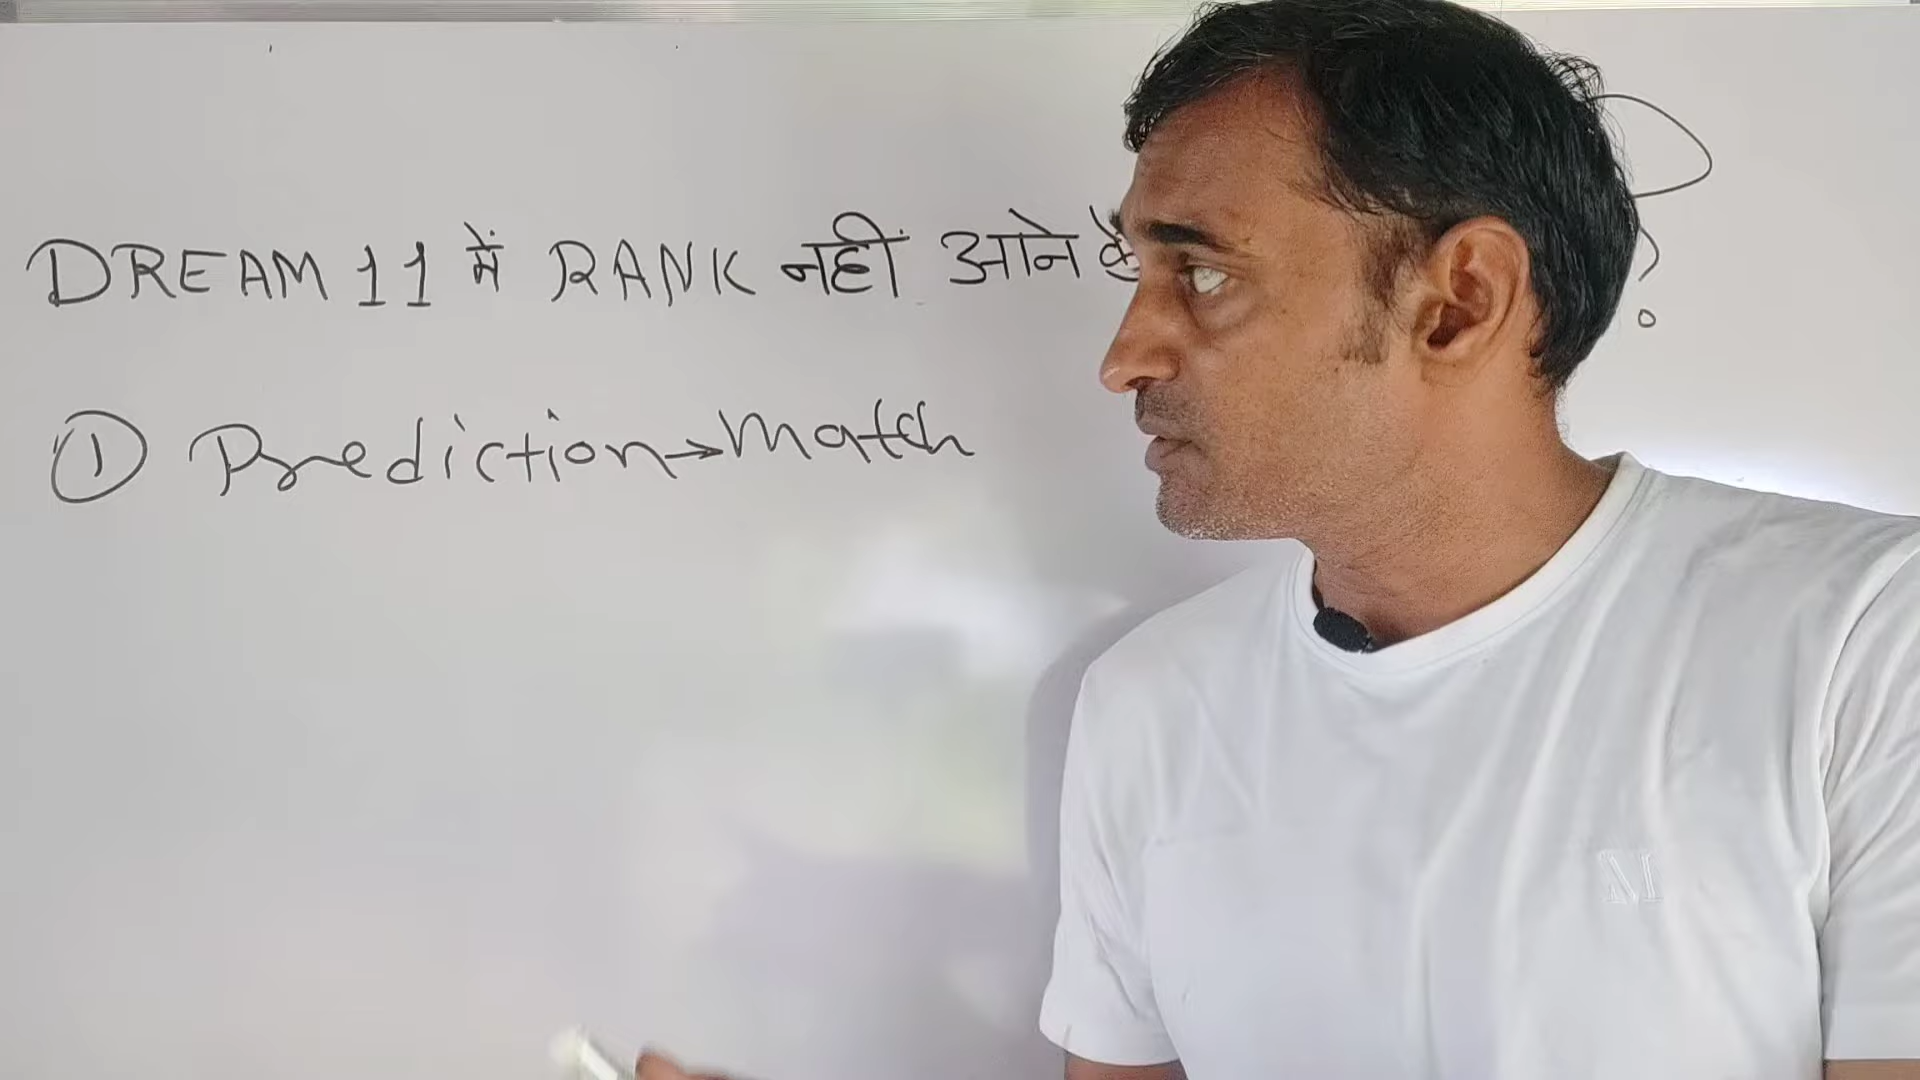 DREAM 11 में RANK नहीं आने के ?
① Prediction→match
M